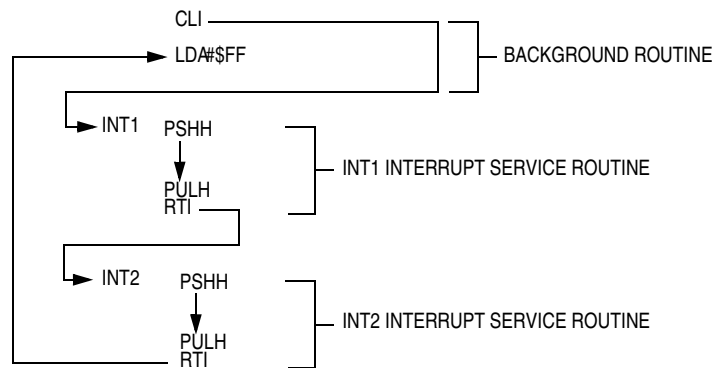 CLI
LDA#$FF
BACKGROUND ROUTINE
INT1
PSHH
INT1 INTERRUPT SERVICE ROUTINE
PULH
RTI
INT2
PSHH
INT2 INTERRUPT SERVICE ROUTINE
PULH
RTI